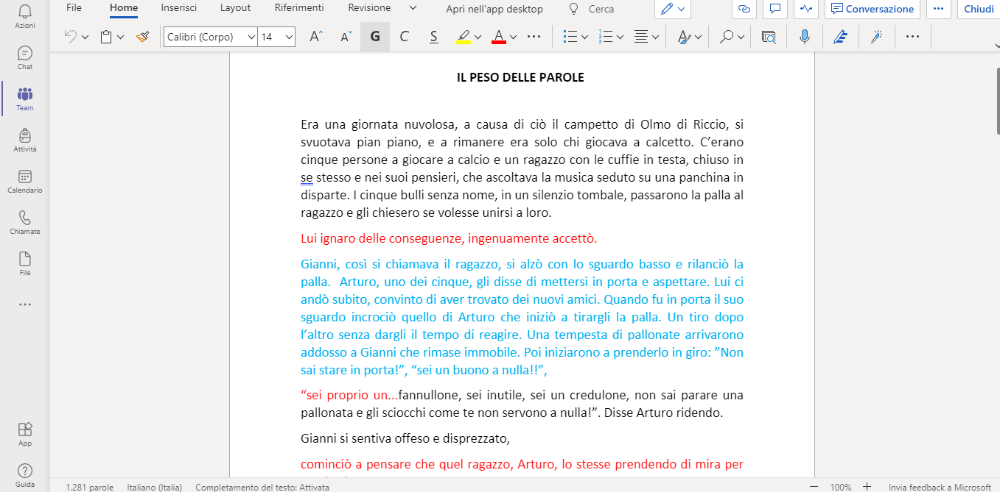 File Home Inserisci Layout Riferimenti Revisione Apri nell'app desktop Cerca Conversazione Chiudi
Calibri (Corpo) 14 A A G C S A
Azioni
Chat
Team
Attività
Calendario
Chiamate
File
App
Guida
IL PESO DELLE PAROLE
Era una giornata nuvolosa, a causa di ciò il campetto di Olmo di Riccio, si
svuotava pian piano, e a rimanere era solo chi giocava a calcetto. C’erano
cinque persone a giocare a calcio e un ragazzo con le cuffie in testa, chiuso in
se stesso e nei suoi pensieri, che ascoltava la musica seduto su una panchina in
disparte. I cinque bulli senza nome, in un silenzio tombale, passarono la palla al
ragazzo e gli chiesero se volesse unirsi a loro.
Lui ignaro delle conseguenze, ingenuamente accettò.
Gianni, così si chiamava il ragazzo, si alzò con lo sguardo basso e rilanciò la
palla.  Arturo, uno dei cinque, gli disse di mettersi in porta e aspettare. Lui ci
andò subito, convinto di aver trovato dei nuovi amici. Quando fu in porta il suo
sguardo incrociò quello di Arturo che iniziò a tirargli la palla. Un tiro dopo
l’altro senza dargli il tempo di reagire. Una tempesta di pallonate arrivarono
addosso a Gianni che rimase immobile. Poi iniziarono a prenderlo in giro: ”Non
sai stare in porta!”, “sei un buono a nulla!!”,
“sei proprio un...fannullone, sei inutile, sei un credulone, non sai parare una
pallonata e gli sciocchi come te non servono a nulla!”. Disse Arturo ridendo.
Gianni si sentiva offeso e disprezzato,
cominciò a pensare che quel ragazzo, Arturo, lo stesse prendendo di mira per
1.281 parole Italiano (Italia) Completamento del testo: Attivata 100% Invia feedback a Microsoft